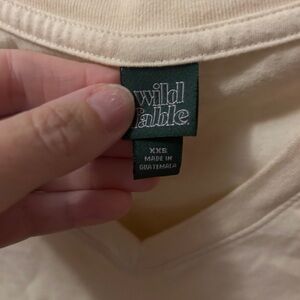 wild
fable
XXS
MADE IN
GUATEMALA